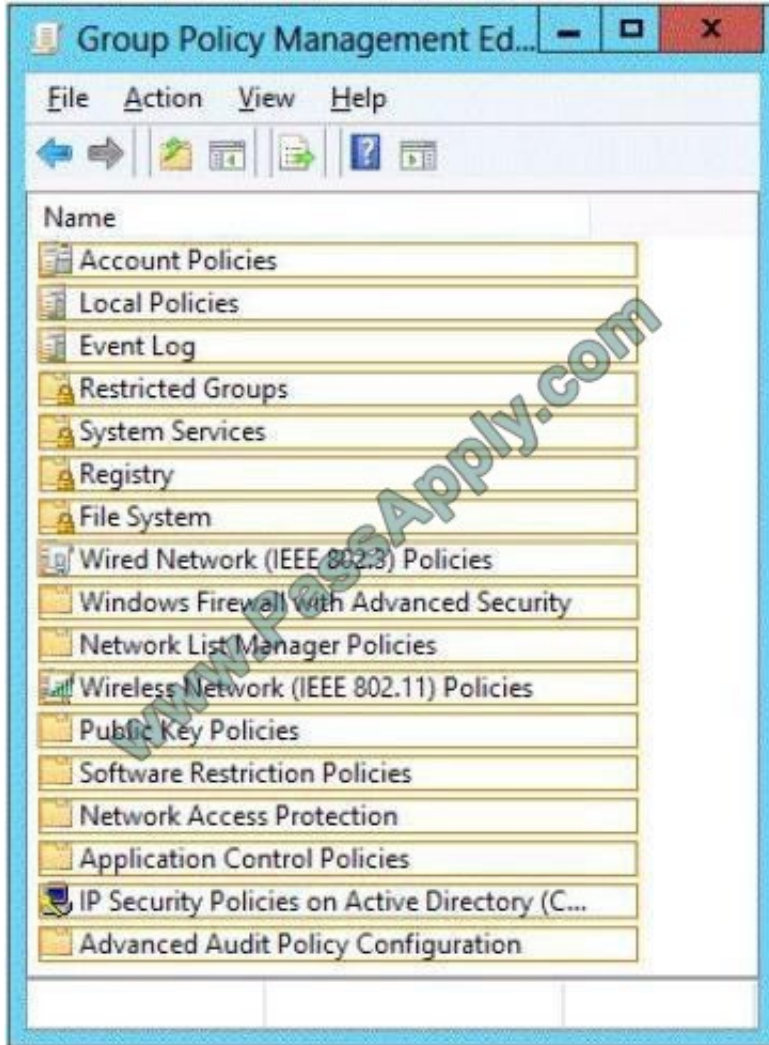 Group Policy Management Ed...
File Action View Help
Name
Account Policies
Local Policies
Event Log
Restricted Groups
System Services
Registry
File System
Wired Network (IEEE 802.3) Policies
Windows Firewall with Advanced Security
Network List Manager Policies
Wireless Network (IEEE 802.11) Policies
Public Key Policies
Software Restriction Policies
Network Access Protection
Application Control Policies
IP Security Policies on Active Directory (C...
Advanced Audit Policy Configuration
www.PassApply.com